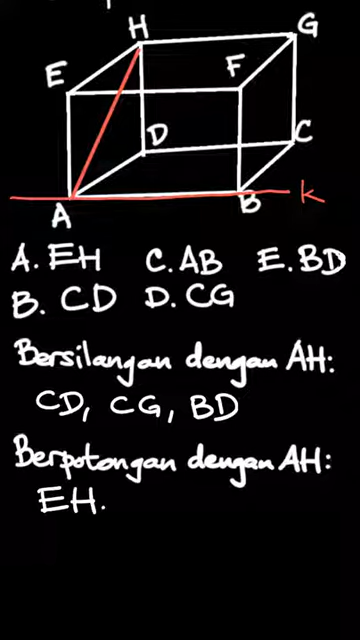 H
G
E
F
D
C
A
B
k
A. EH C. AB E. BD
B. CD D. CG
Bersilangan dengan AH:
CD, CG, BD
Berpotongan dengan AH:
EH.